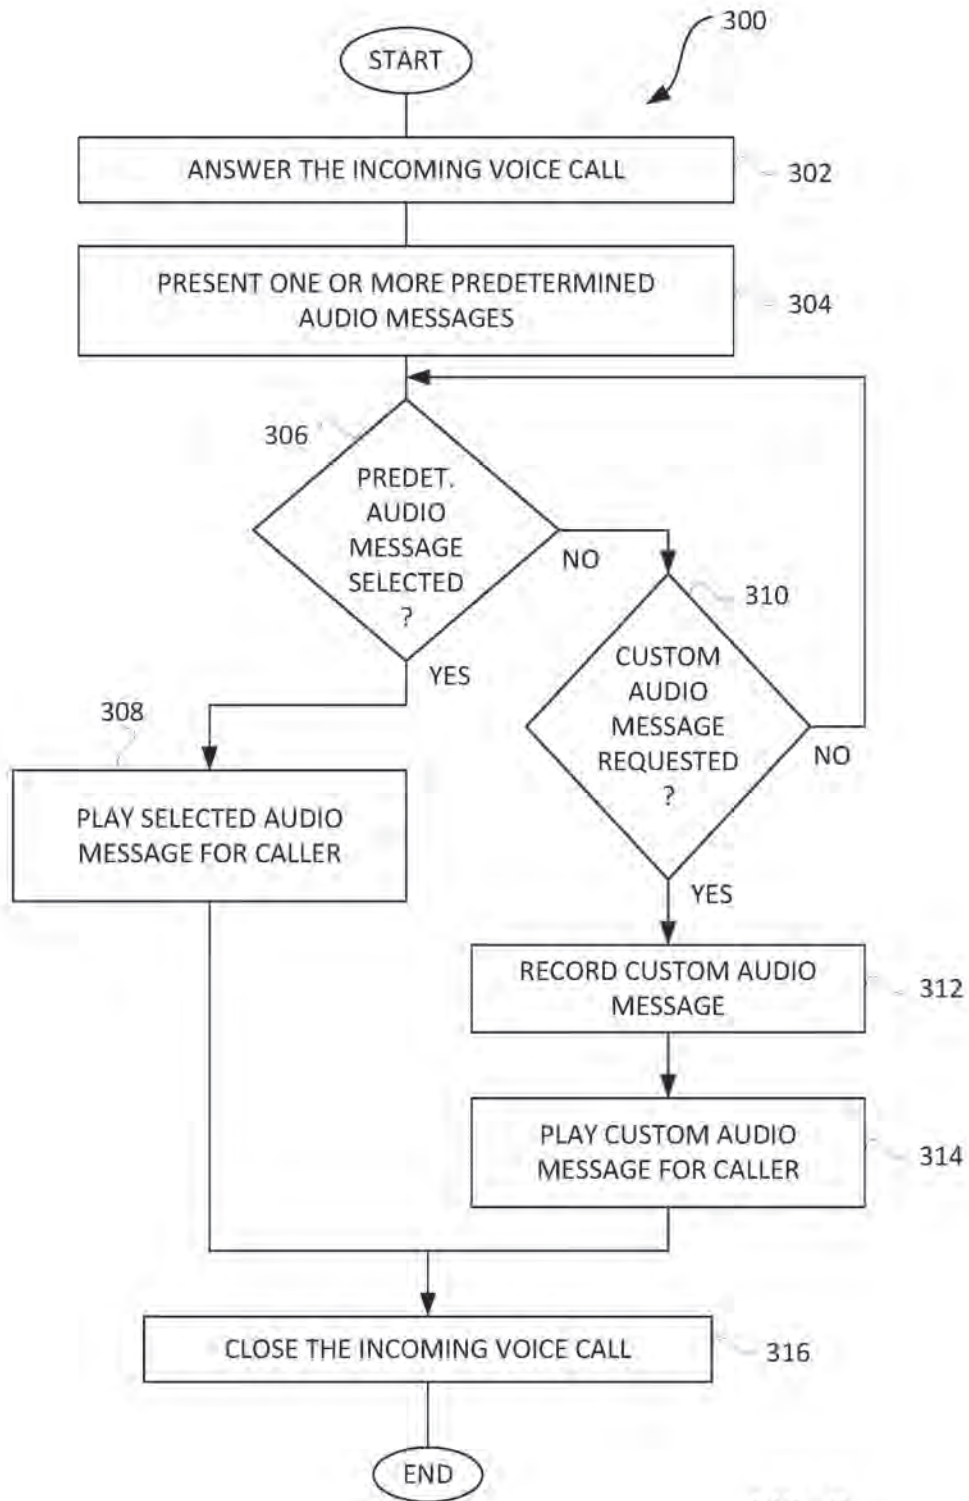 300
START
ANSWER THE INCOMING VOICE CALL
302
PRESENT ONE OR MORE PREDETERMINED
AUDIO MESSAGES
304
306
PREDET.
AUDIO
MESSAGE
SELECTED
?
NO
YES
310
CUSTOM
AUDIO
MESSAGE
REQUESTED
?
NO
YES
308
PLAY SELECTED AUDIO
MESSAGE FOR CALLER
RECORD CUSTOM AUDIO
MESSAGE
312
PLAY CUSTOM AUDIO
MESSAGE FOR CALLER
314
CLOSE THE INCOMING VOICE CALL
316
END